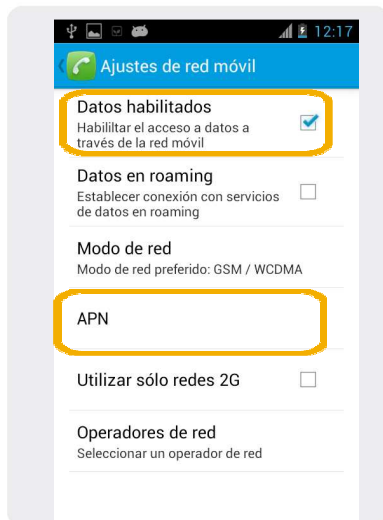 12:17
Ajustes de red móvil
Datos habilitados
Habililtar el acceso a datos a
través de la red móvil
Datos en roaming
Establecer conexión con servicios
de datos en roaming
Modo de red
Modo de red preferido: GSM / WCDMA
APN
Utilizar sólo redes 2G
Operadores de red
Seleccionar un operador de red